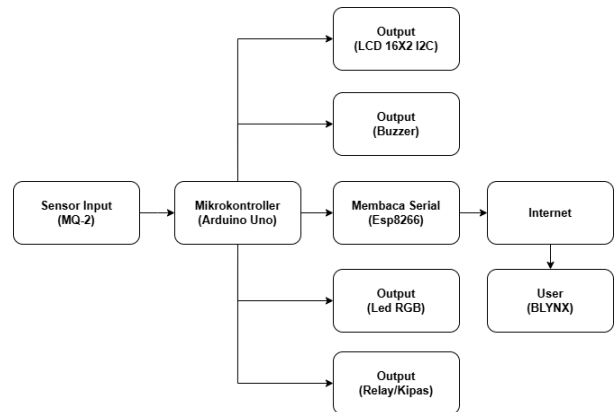 Output
(LCD 16X2 I2C)
Output
(Buzzer)
Sensor Input
(MQ-2)
Mikrokontroller
(Arduino Uno)
Membaca Serial
(Esp8266)
Internet
Output
(Led RGB)
User
(BLYNX)
Output
(Relay/Kipas)